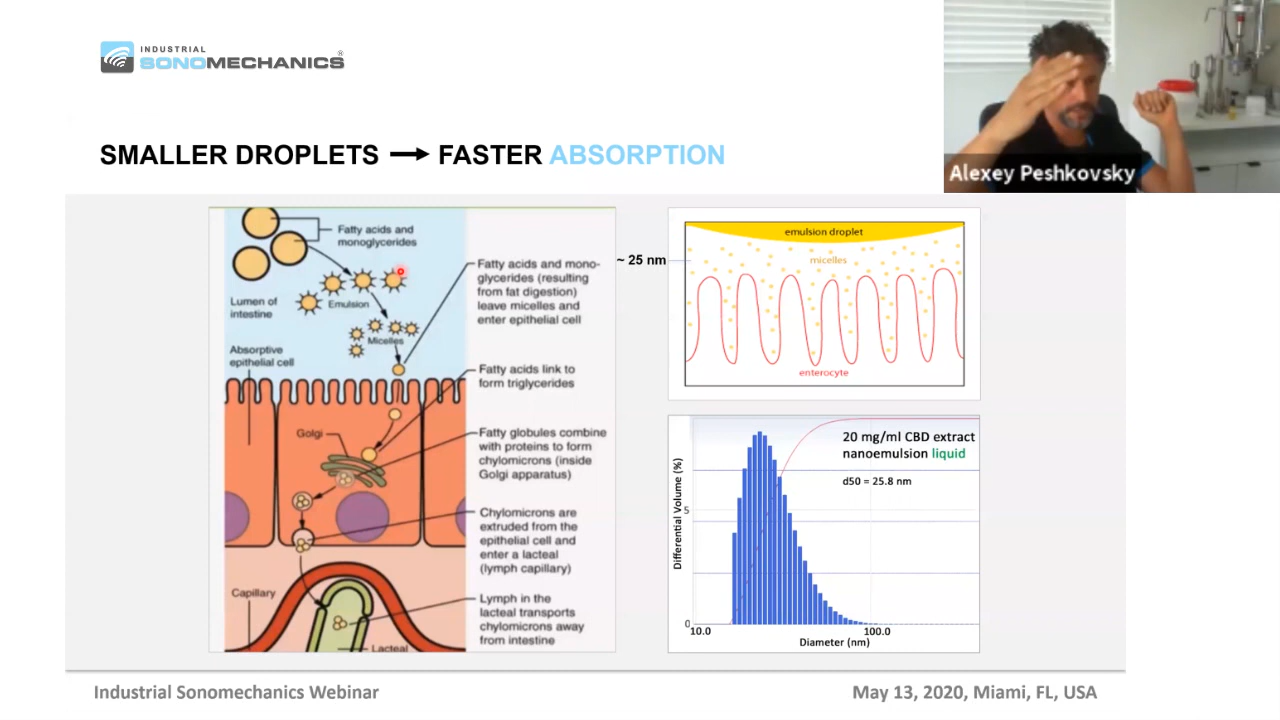 INDUSTRIAL
SONOMECHANICS®
Alexey Peshkovsky
SMALLER DROPLETS → FASTER ABSORPTION
Fatty acids and
monoglycerides
Emulsion
Lumen of
intestine
Micelles
Absorptive
epithelial cell
Golgi
Capillary
Lacteal
Fatty acids and mono-
glycerides (resulting
from fat digestion)
leave micelles and
enter epithelial cell
Fatty acids link to
form triglycerides
Fatty globules combine
with proteins to form
chylomicrons (inside
Golgi apparatus)
Chylomicrons are
extruded from the
epithelial cell and
enter a lacteal
(lymph capillary)
Lymph in the
lacteal transports
chylomicrons away
from intestine
~ 25 nm
emulsion droplet
micelles
enterocyte
20 mg/ml CBD extract
nanoemulsion liquid
d50 = 25.8 nm
Differential Volume (%)
5
0
10.0
100.0
Diameter (nm)
Industrial Sonomechanics Webinar
May 13, 2020, Miami, FL, USA